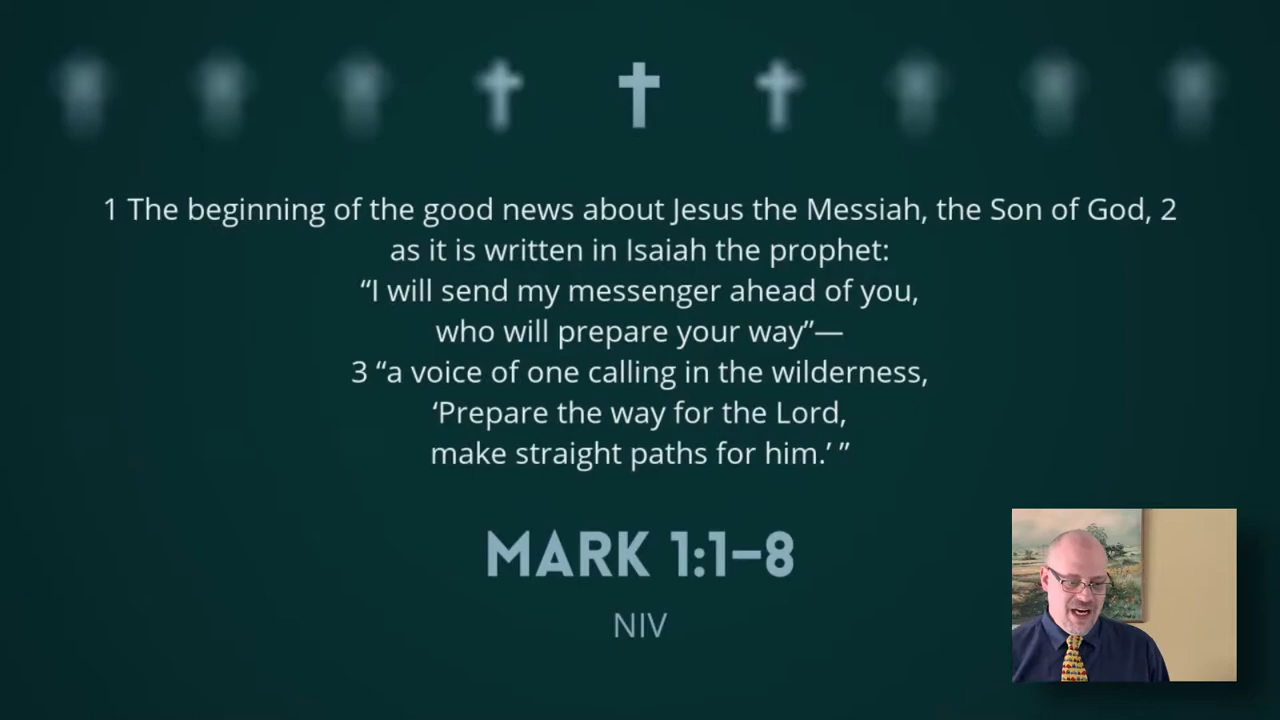 1 The beginning of the good news about Jesus the Messiah, the Son of God, 2
as it is written in Isaiah the prophet:
“I will send my messenger ahead of you,
who will prepare your way”—
3 “a voice of one calling in the wilderness,
‘Prepare the way for the Lord,
make straight paths for him.’ ”
MARK 1:1–8
NIV